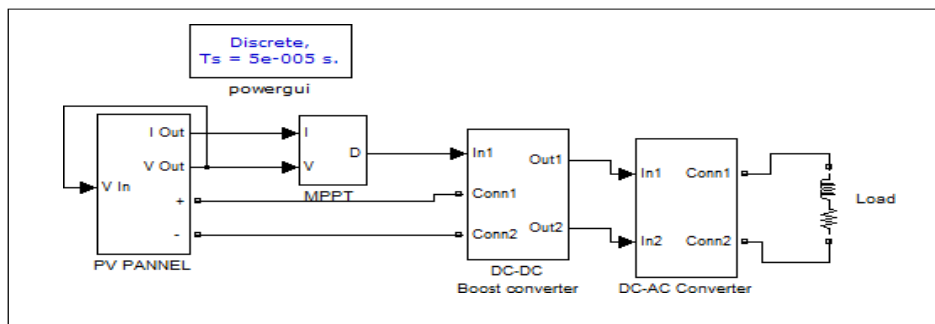 Discrete,
Ts = 5e-005 s.
powergui
I Out
V Out
V In
+
-
PV PANNEL
I
V
D
MPPT
In1
Conn1
Conn2
Out1
Out2
DC-DC
Boost converter
In1
In2
Conn1
Conn2
DC-AC Converter
Load